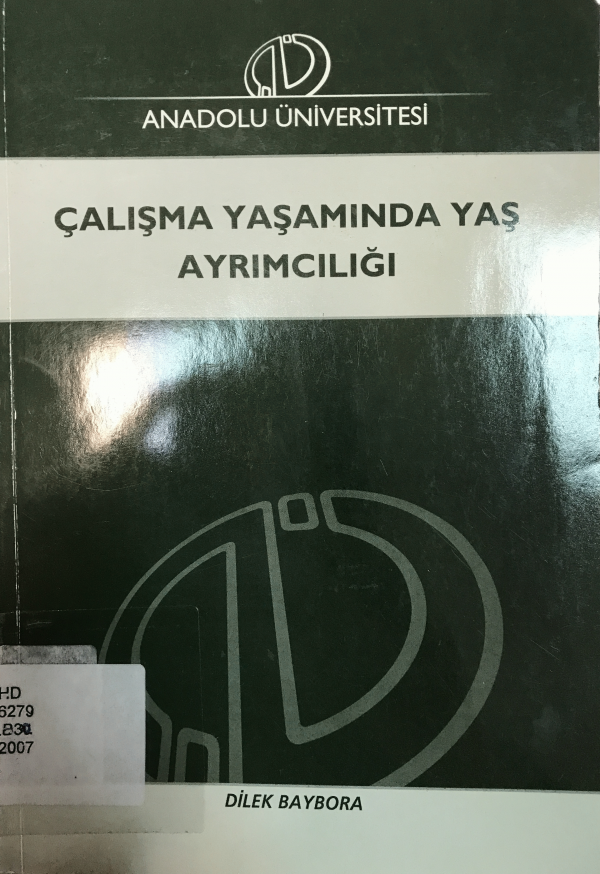 ANADOLU ÜNİVERSİTESİ
ÇALIŞMA YAŞAMINDA YAŞ
AYRIMCILIĞI
HD
6279
2007
DİLEK BAYBORA